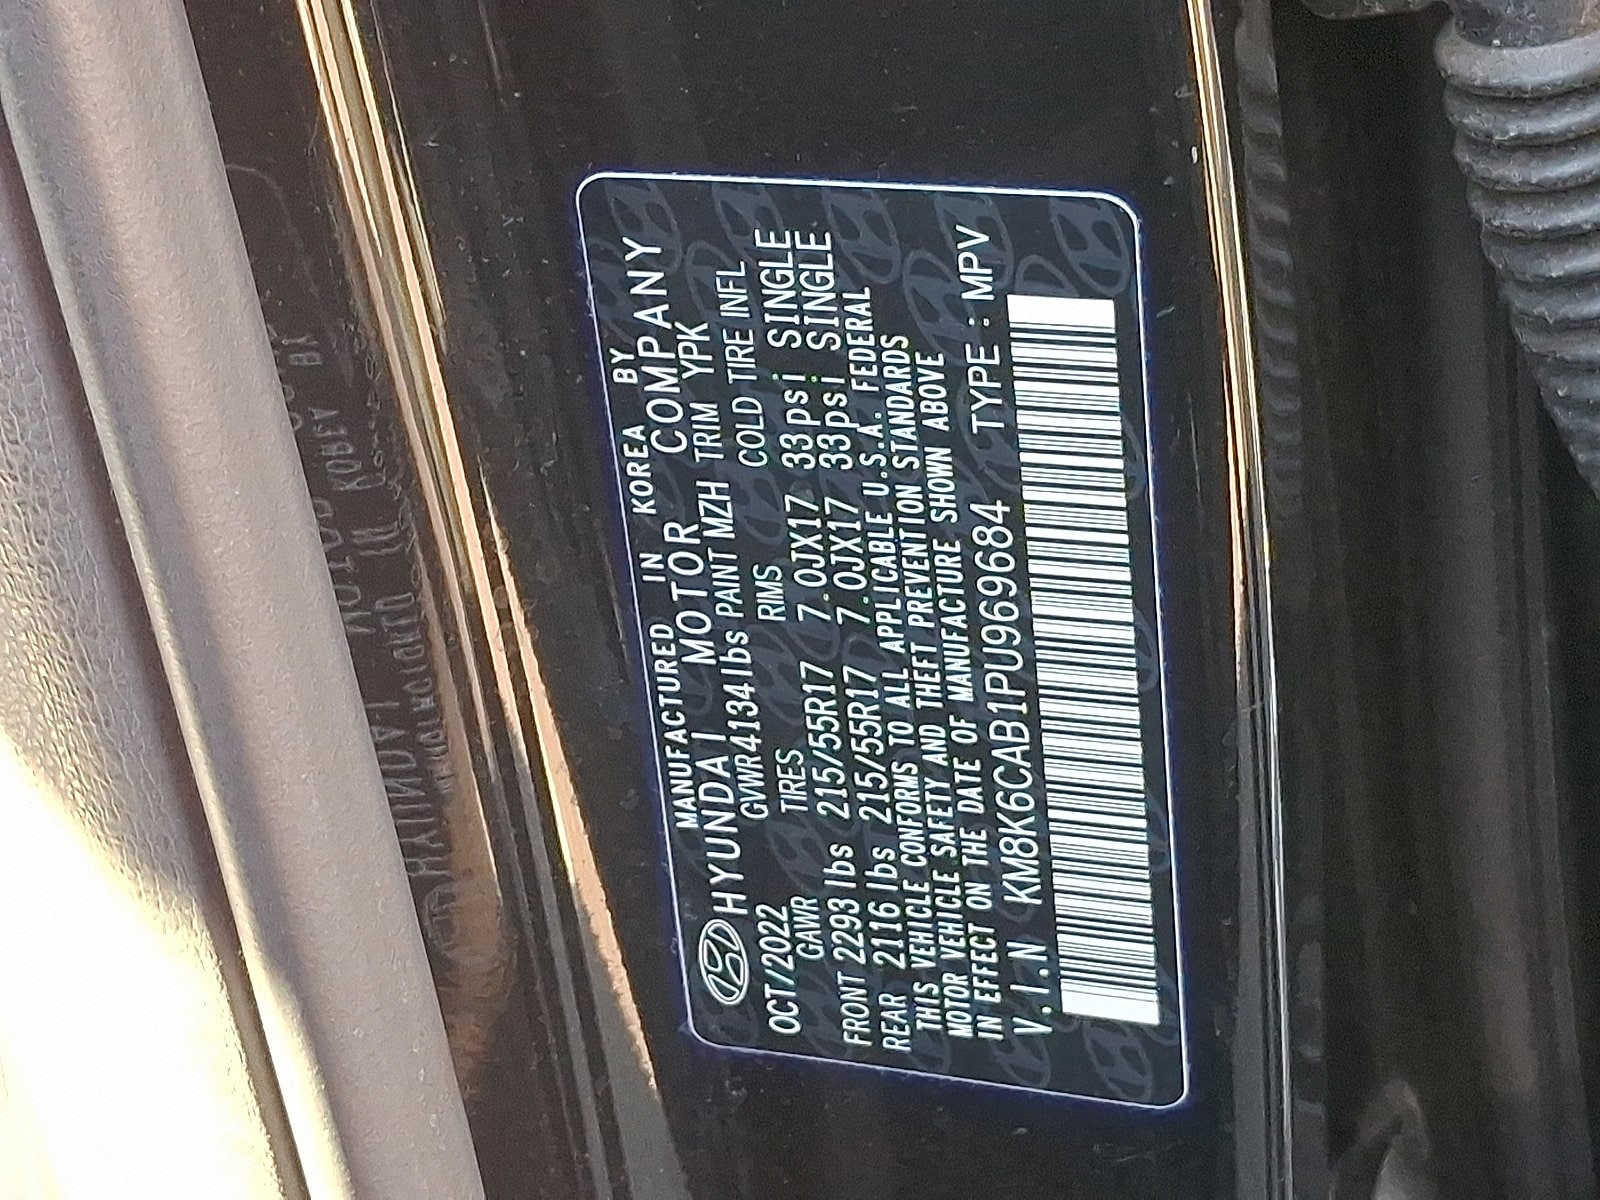 MANUFACTURED IN KOREA BY
HYUNDAI MOTOR COMPANY
OCT/2022 GVWR 4134lbs PAINT MZH TRIM YPK
GAWR TIRES RIMS COLD TIRE INFL
FRONT 2293 lbs 215/55R17 7.0JX17 33psi SINGLE
REAR 2116 lbs 215/55R17 7.0JX17 33psi SINGLE
THIS VEHICLE CONFORMS TO ALL APPLICABLE U.S.A. FEDERAL
MOTOR VEHICLE SAFETY AND THEFT PREVENTION STANDARDS
IN EFFECT ON THE DATE OF MANUFACTURE SHOWN ABOVE
V.I.N KM8K6CAB1PU969684 TYPE : MPV